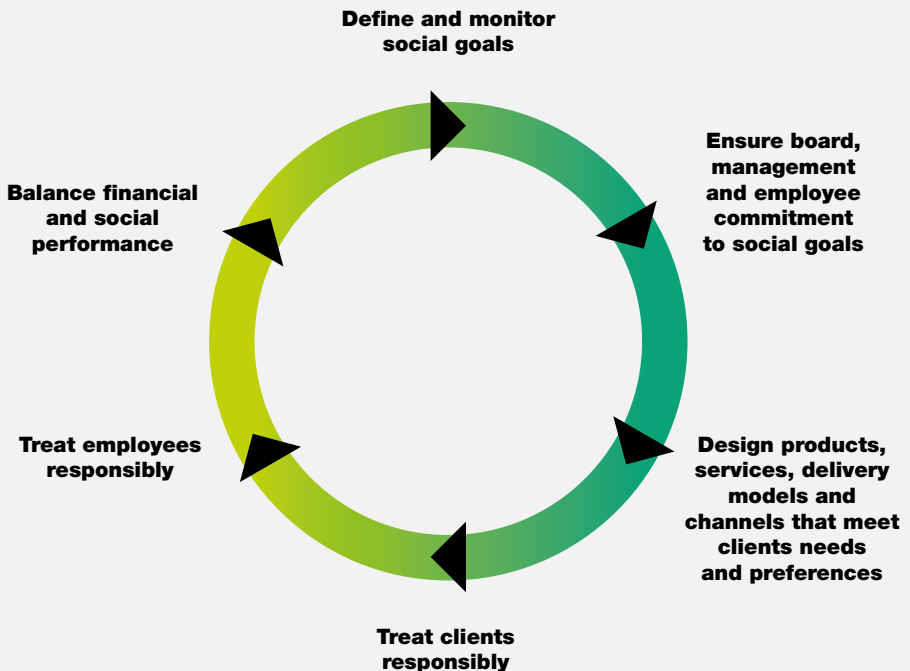 Define and monitor
social goals
Ensure board,
management
and employee
commitment
to social goals
Design products,
services, delivery
models and
channels that meet
clients needs
and preferences
Treat clients
responsibly
Treat employees
responsibly
Balance financial
and social
performance